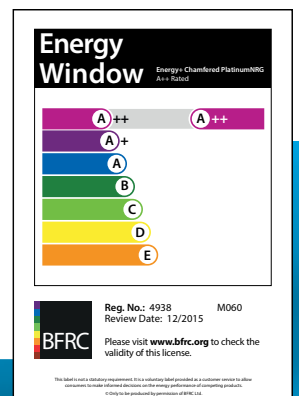 Energy
Window
Energy+ Chamfered PlatinumNRG
A++ Rated
A++ A++
A+
A
B
C
D
E
BFRC
Reg. No.: 4938 M060
Review Date: 12/2015
Please visit www.bfrc.org to check the
validity of this license.
This label is not a statutory requirement. It is a voluntary label provided as a customer service to allow
consumers to make informed decisions on the energy performance of competing products.
© Only to be produced by permission of BFRC Ltd.